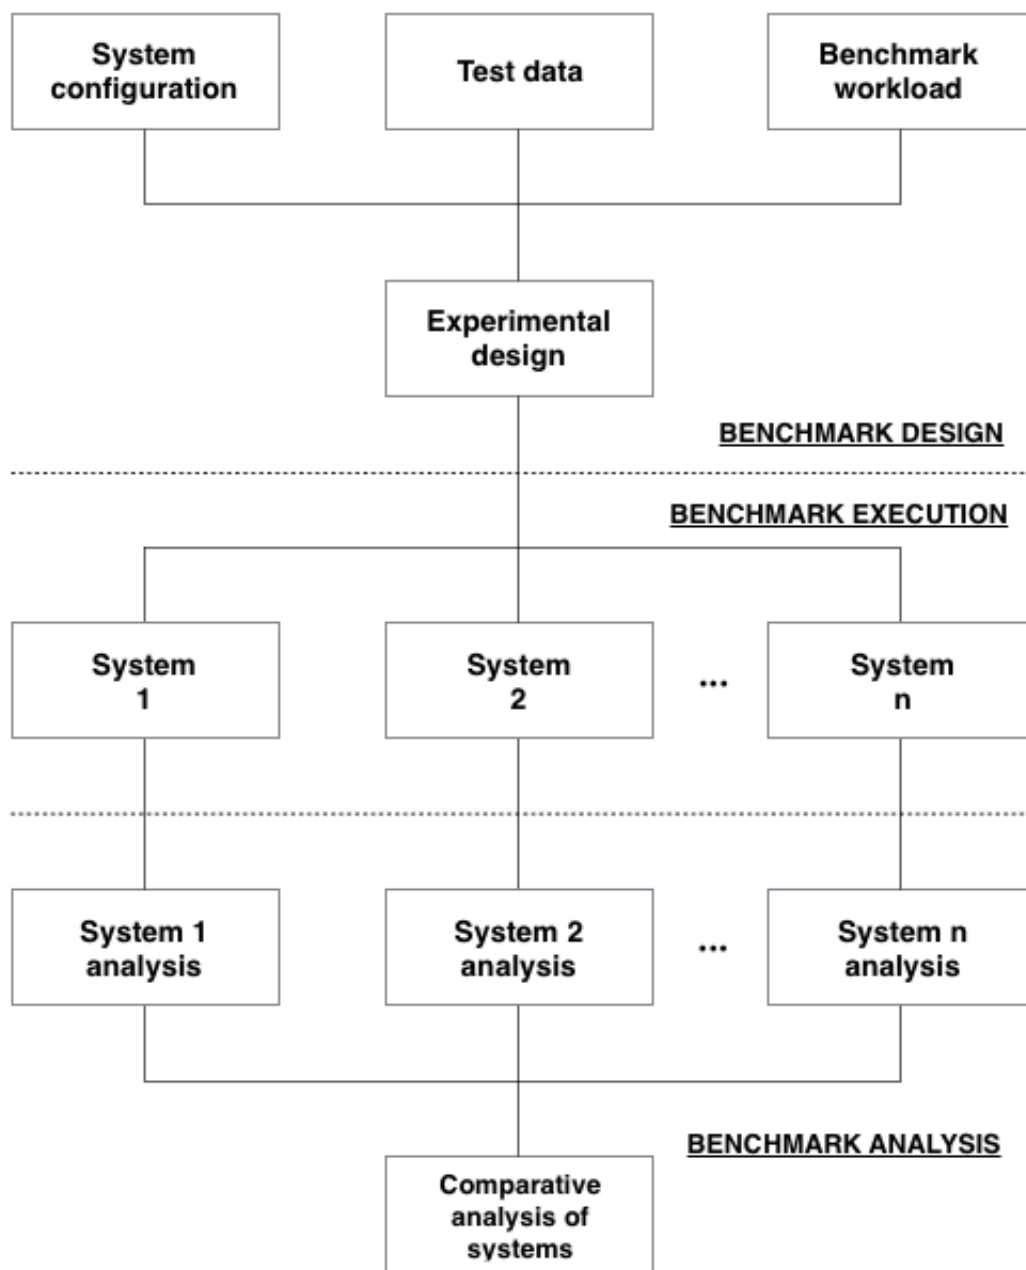 System
configuration
Test data
Benchmark
workload
Experimental
design
BENCHMARK DESIGN
BENCHMARK EXECUTION
System
1
System
2
...
System
n
System 1
analysis
System 2
analysis
...
System n
analysis
BENCHMARK ANALYSIS
Comparative
analysis of
systems